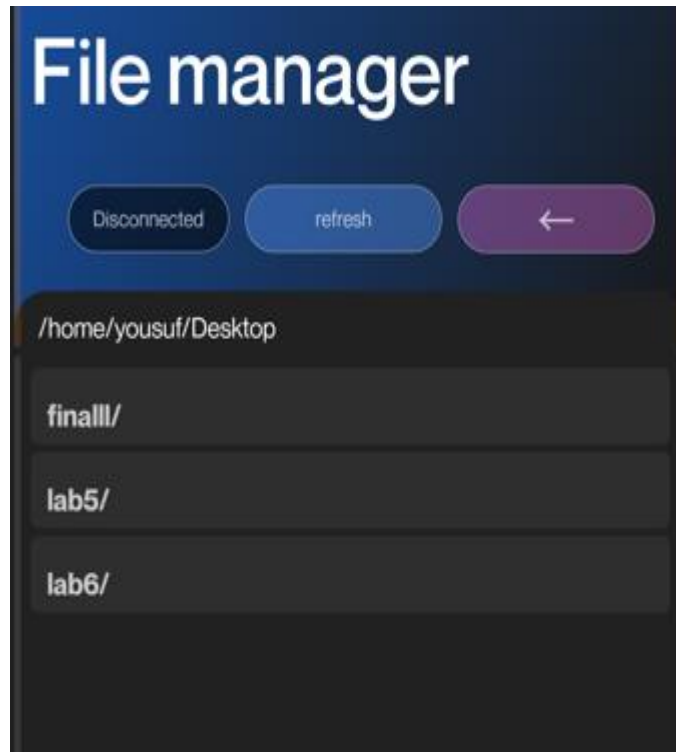 File manager
Disconnected refresh ←
/home/yousuf/Desktop
finalll/
lab5/
lab6/